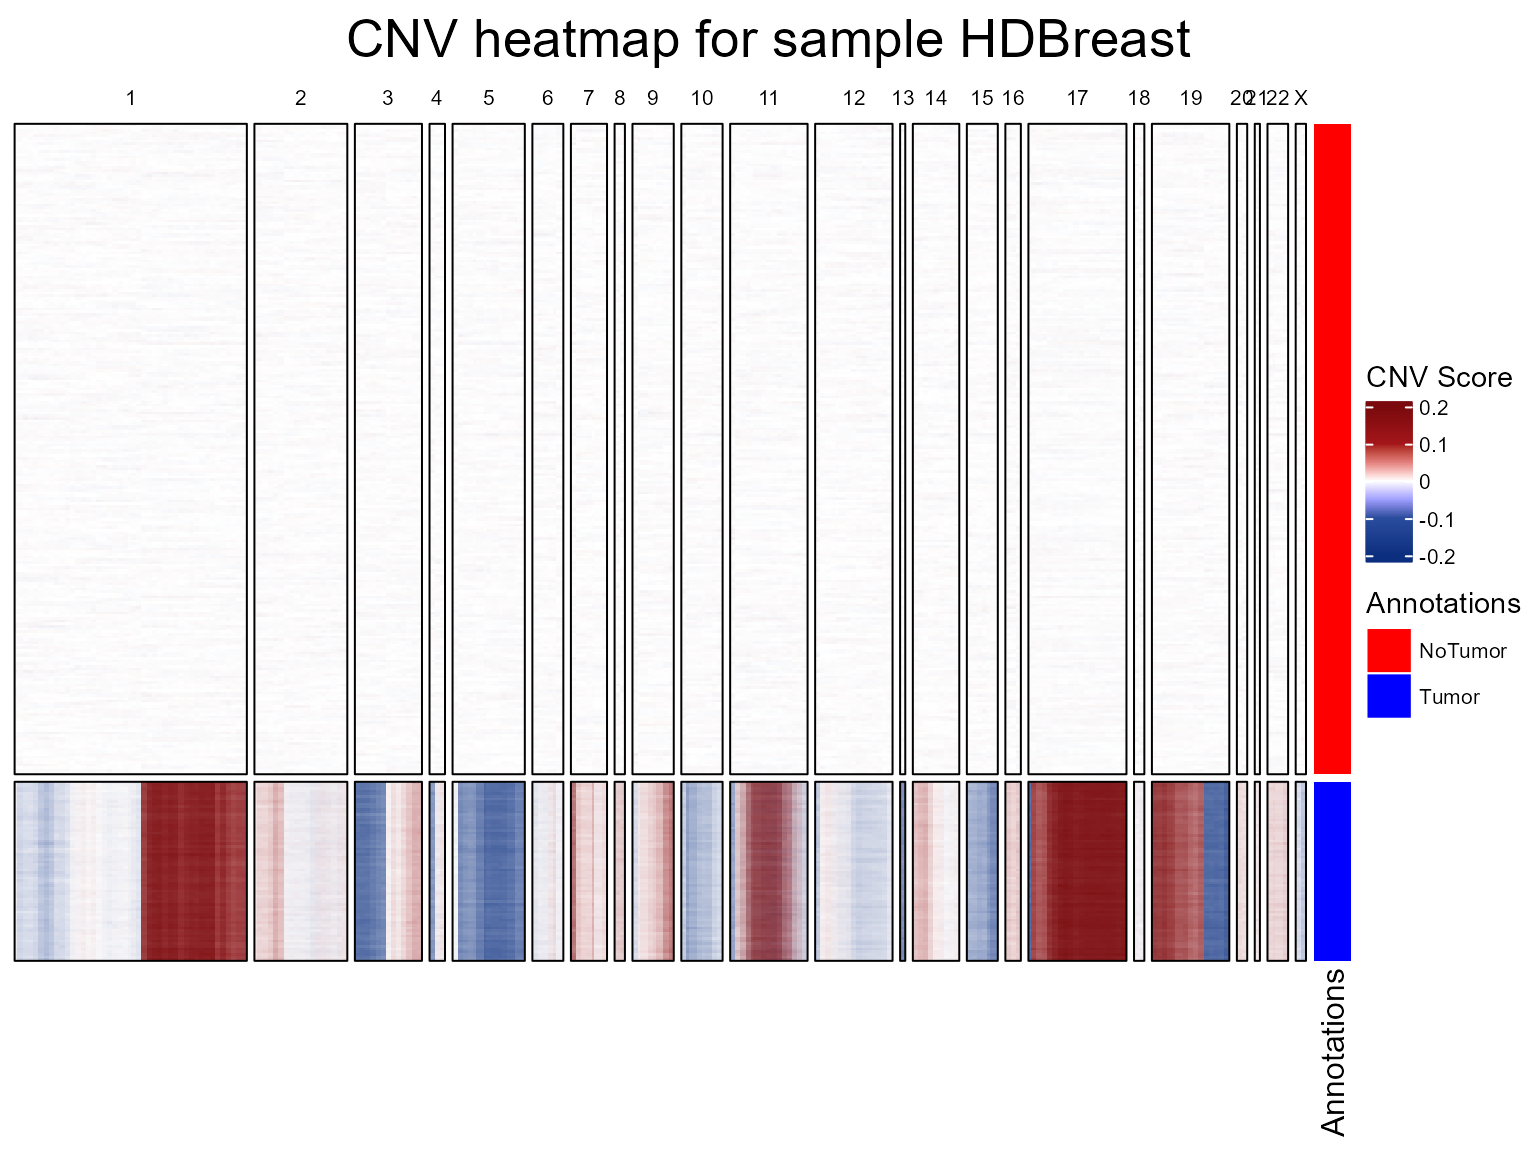 CNV heatmap for sample HDBreast
1 2 3 4 5 6 7 8 9 10 11 12 13 14 15 16 17 18 19 20 21 22 X
CNV Score
0.2
0.1
0
-0.1
-0.2
Annotations
NoTumor
Tumor
Annotations